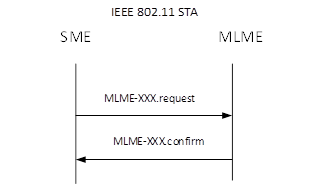 IEEE 802.11 STA
SME
MLME
MLME-XXX.request
MLME-XXX.confirm